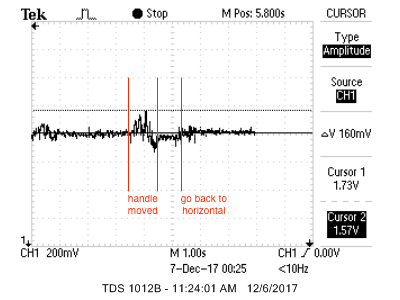 Tek Stop M Pos: 5.800s CURSOR
Type
Amplitude
Source
CH1
△V 160mV
Cursor 1
1.73V
Cursor 2
1.57V
handle
moved
go back to
horizontal
1
CH1 200mV M 1.00s CH1 / 0.00V
7-Dec-17 00:25 <10Hz
TDS 1012B - 11:24:01 AM 12/6/2017